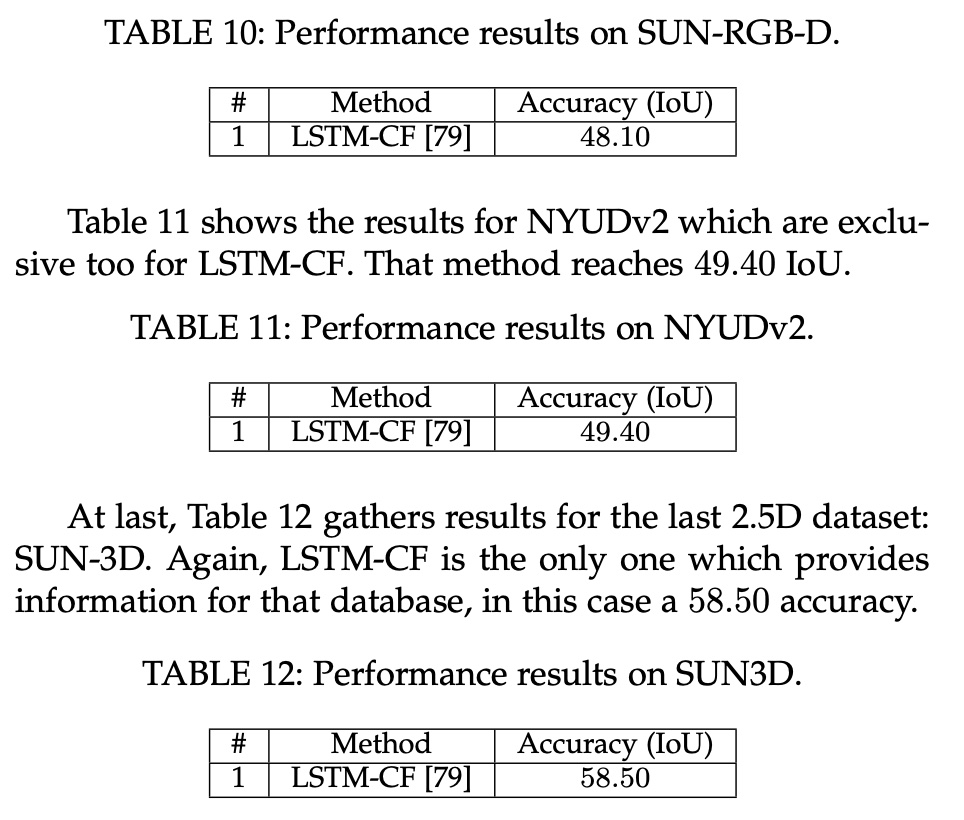 TABLE 10: Performance results on SUN-RGB-D.
# Method Accuracy (IoU)
1 LSTM-CF [79] 48.10
Table 11 shows the results for NYUDv2 which are exclu-
sive too for LSTM-CF. That method reaches 49.40 IoU.
TABLE 11: Performance results on NYUDv2.
# Method Accuracy (IoU)
1 LSTM-CF [79] 49.40
At last, Table 12 gathers results for the last 2.5D dataset:
SUN-3D. Again, LSTM-CF is the only one which provides
information for that database, in this case a 58.50 accuracy.
TABLE 12: Performance results on SUN3D.
# Method Accuracy (IoU)
1 LSTM-CF [79] 58.50